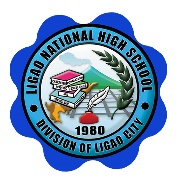 LIGAO NATIONAL HIGH SCHOOL
1980
DIVISION OF LIGAO CITY